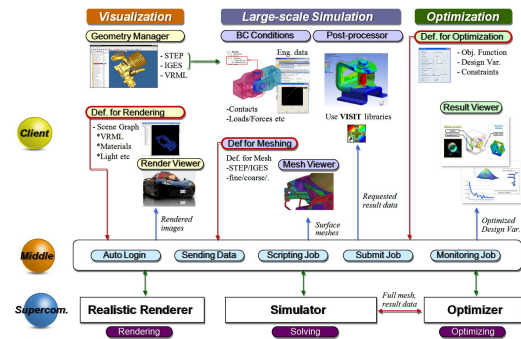 Visualization
Large-scale Simulation
Optimization
Geometry Manager
BC Conditions
Post-processor
Def. for Optimization
- STEP
- IGES
- VRML
Eng. data
- Obj. Function
- Design Var.
- Constraints
-Contacts
-Loads/Forces etc
Use VISIT libraries
Result Viewer
Def. for Rendering
- Scene Graph
*VRML
*Materials
*Light etc
Client
Render Viewer
Def for Meshing
Def. for Mesh
-STEP/IGES
-fine/coarse/.
Mesh Viewer
Rendered
images
Surface
meshes
Requested
result data
Optimized
Design Var.
Middle
Auto Login
Sending Data
Scripting Job
Submit Job
Monitoring Job
Supercom.
Realistic Renderer
Simulator
Full mesh,
result data
Optimizer
Rendering
Solving
Optimizing